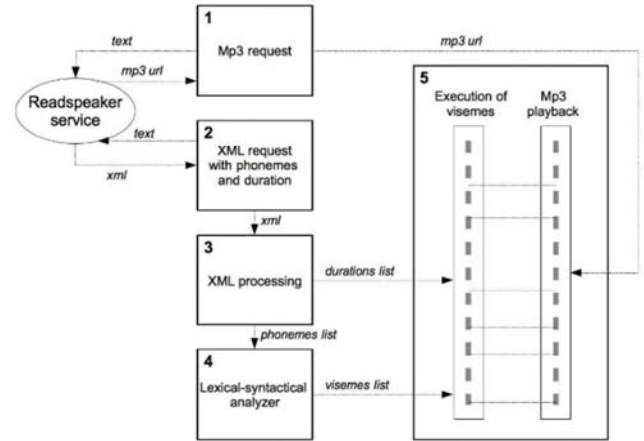 1
Mp3 request
text
mp3 url
mp3 url
Readspeaker
service
2
XML request
with phonemes
and duration
text
xml
xml
3
XML processing
durations list
phonemes list
4
Lexical-syntactical
analyzer
visemes list
5
Execution of
visemes
Mp3
playback